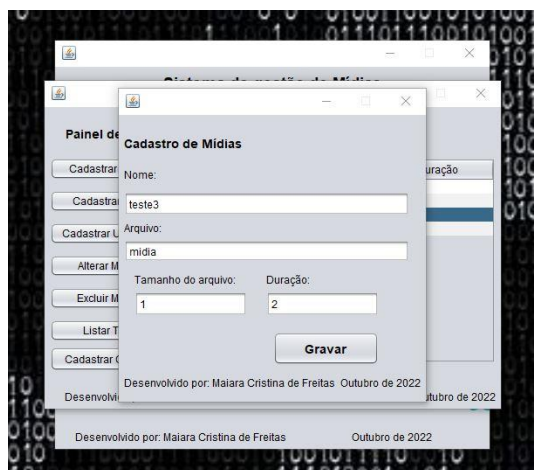 Sistema de gestão de Mídias
Painel de
Cadastrar
Cadastra
Cadastrar U
Alterar M
Excluir M
Listar T
Cadastrar
uração
Cadastro de Mídias
Nome:
teste3
Arquivo:
midia
Tamanho do arquivo:
Duração:
1
2
Gravar
Desenvolvido por: Maiara Cristina de Freitas Outubro de 2022
Desenvolvi
utubro de 2022
Desenvolvido por: Maiara Cristina de Freitas Outubro de 2022